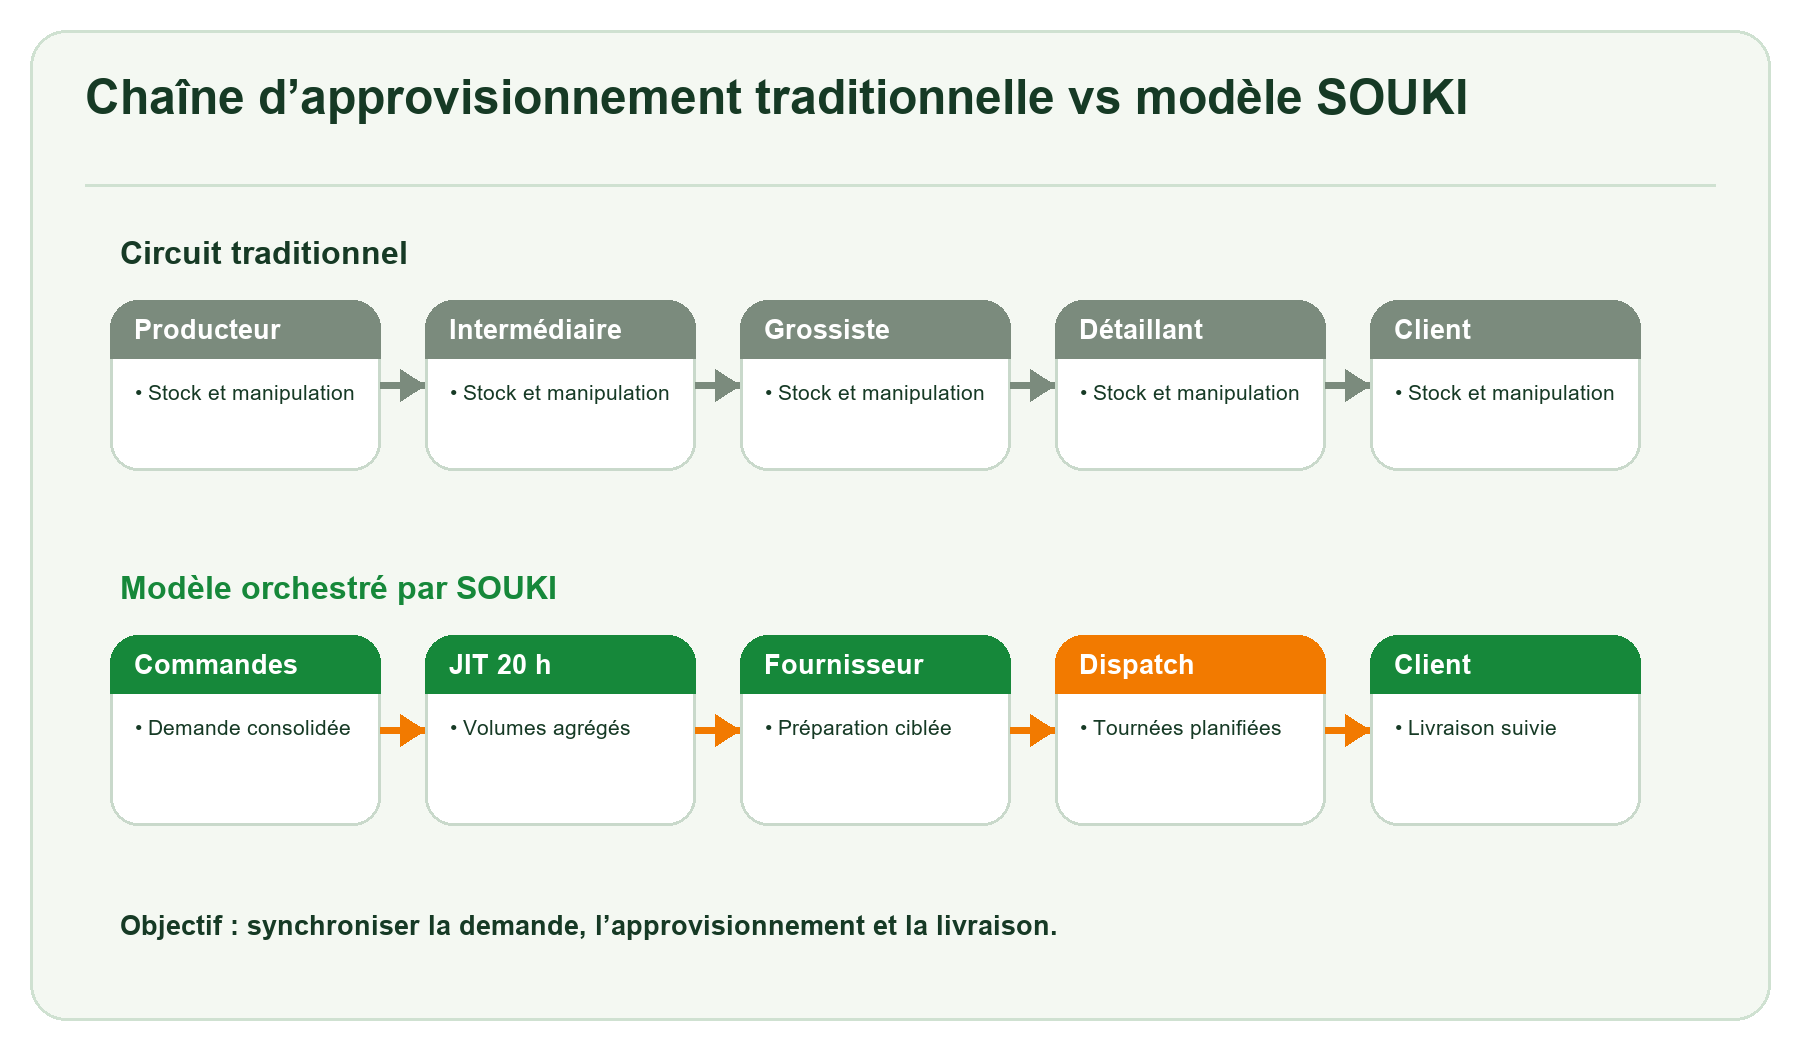 Chaîne d’approvisionnement traditionnelle vs modèle SOUKI
Circuit traditionnel
Producteur
• Stock et manipulation
Intermédiaire
• Stock et manipulation
Grossiste
• Stock et manipulation
Détaillant
• Stock et manipulation
Client
• Stock et manipulation
Modèle orchestré par SOUKI
Commandes
• Demande consolidée
JIT 20 h
• Volumes agrégés
Fournisseur
• Préparation ciblée
Dispatch
• Tournées planifiées
Client
• Livraison suivie
Objectif : synchroniser la demande, l’approvisionnement et la livraison.